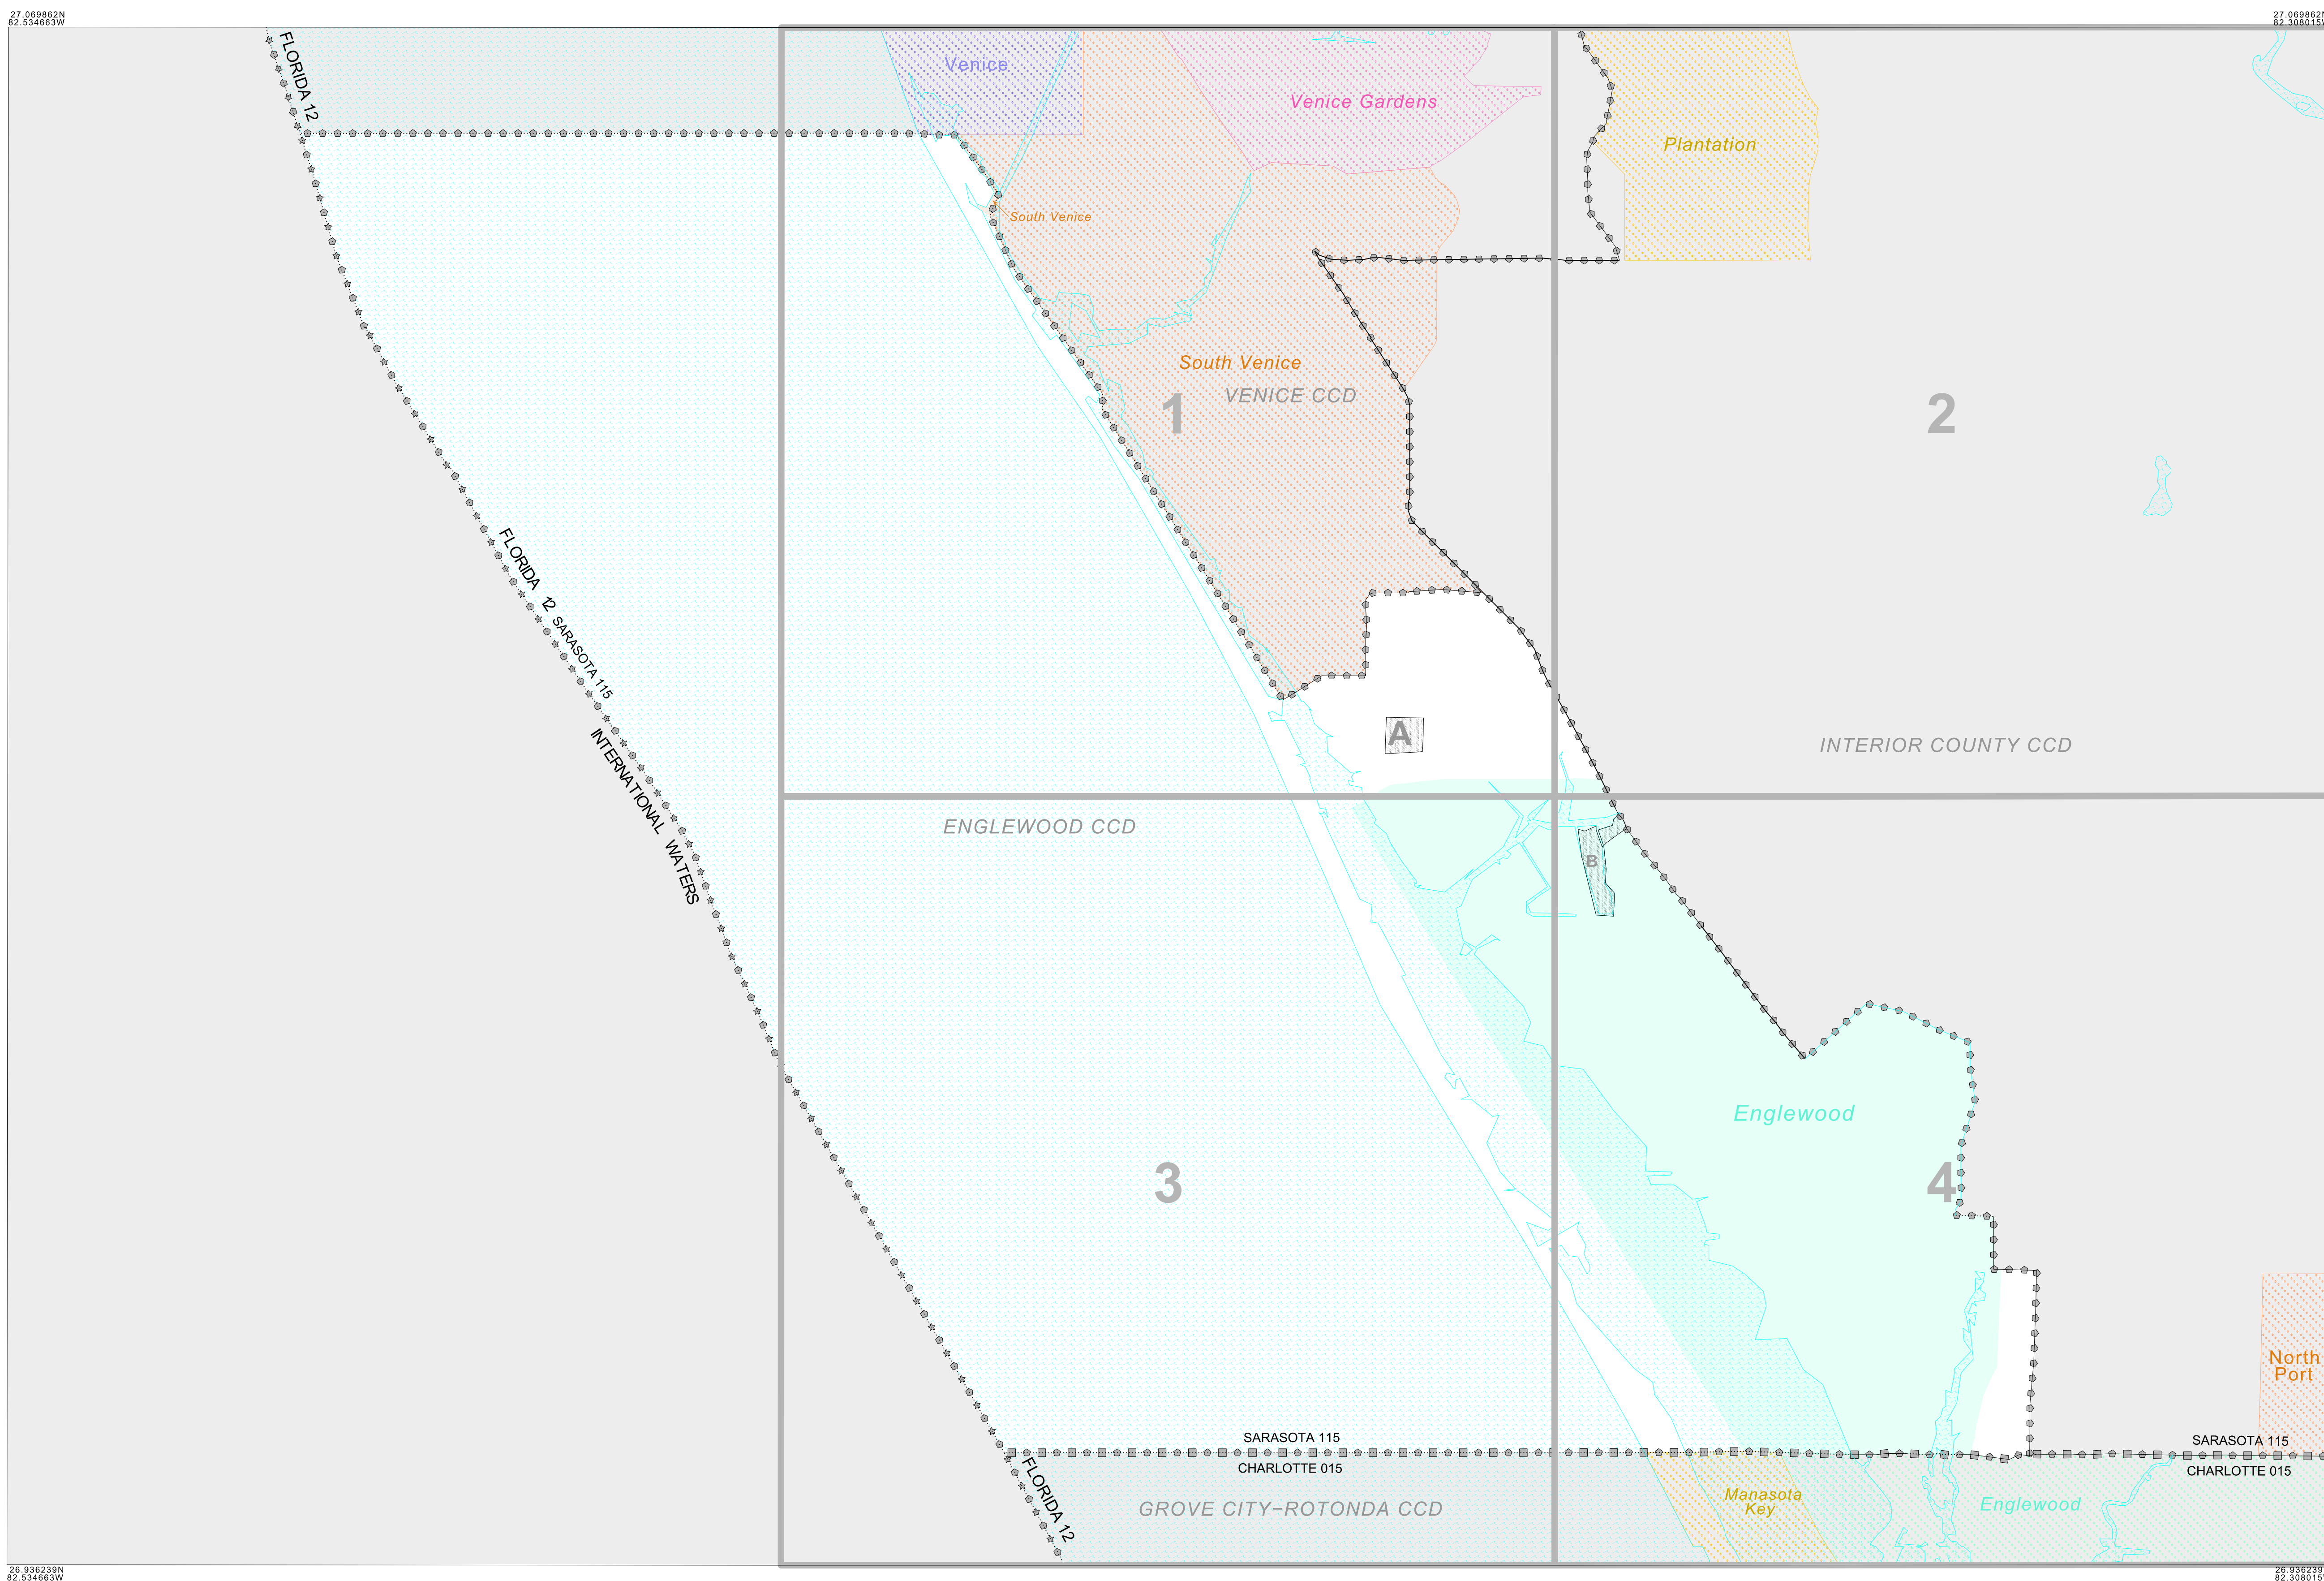 27.069862N
82.534663W
27.069862N
82.308015W
FLORIDA 12
Venice
Venice Gardens
Plantation
South Venice
South Venice
VENICE CCD
1
2
FLORIDA 12
SARASOTA 115
INTERNATIONAL WATERS
A
INTERIOR COUNTY CCD
ENGLEWOOD CCD
B
Englewood
3
4
North
Port
SARASOTA 115
CHARLOTTE 015
SARASOTA 115
CHARLOTTE 015
FLORIDA 12
GROVE CITY−ROTONDA CCD
Manasota
Key
Englewood
26.936239N
82.534663W
26.936239
82.308015